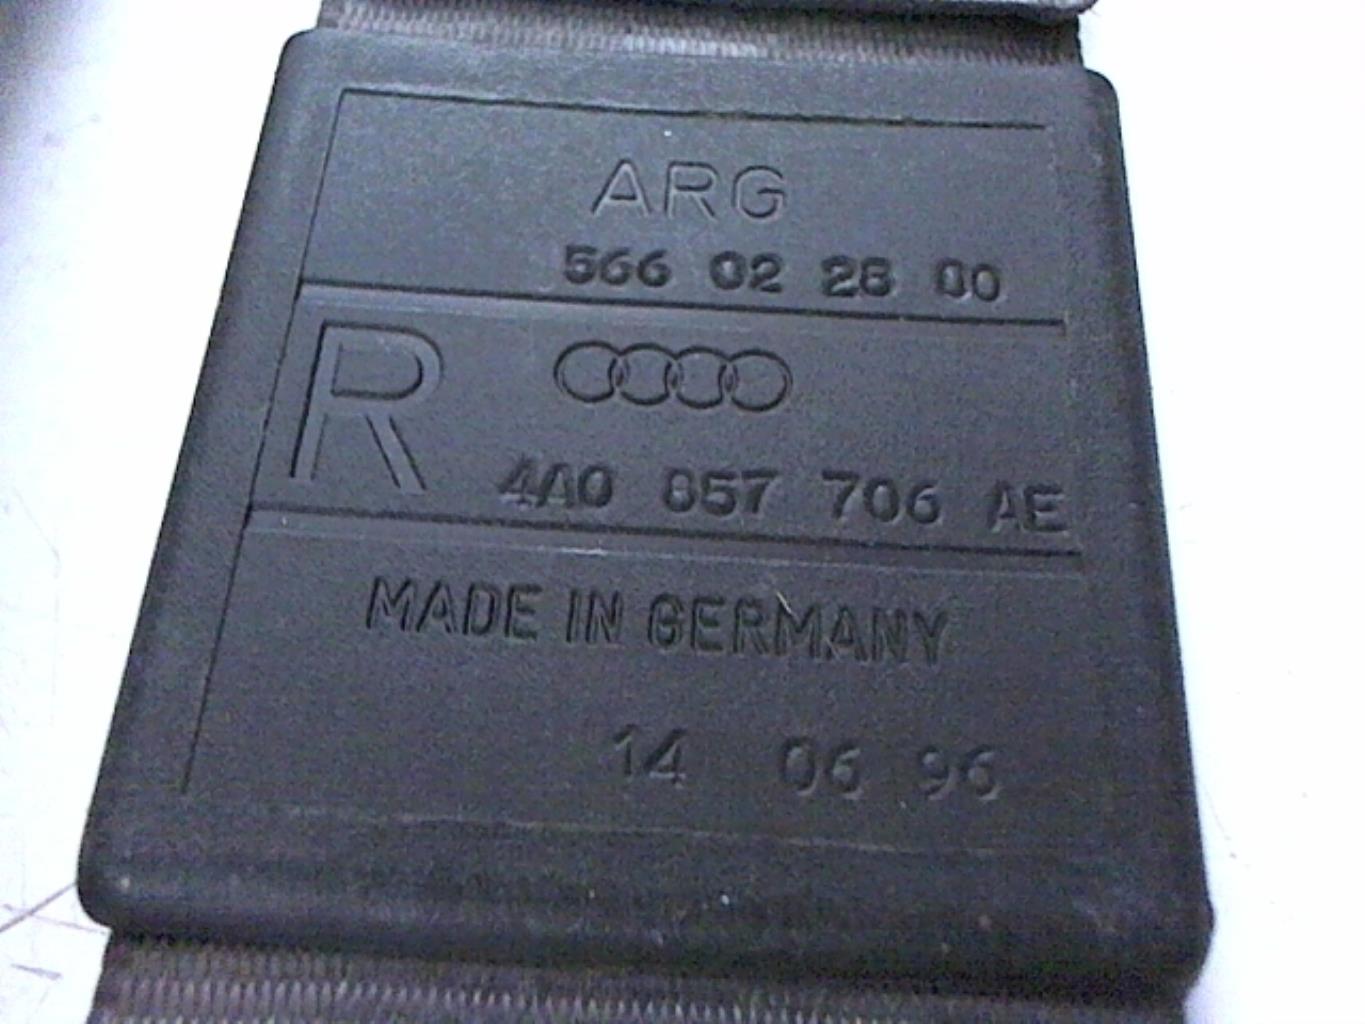 ARG
566 02 28 00
R
4A0 857 706 AE
MADE IN GERMANY
14 06 96